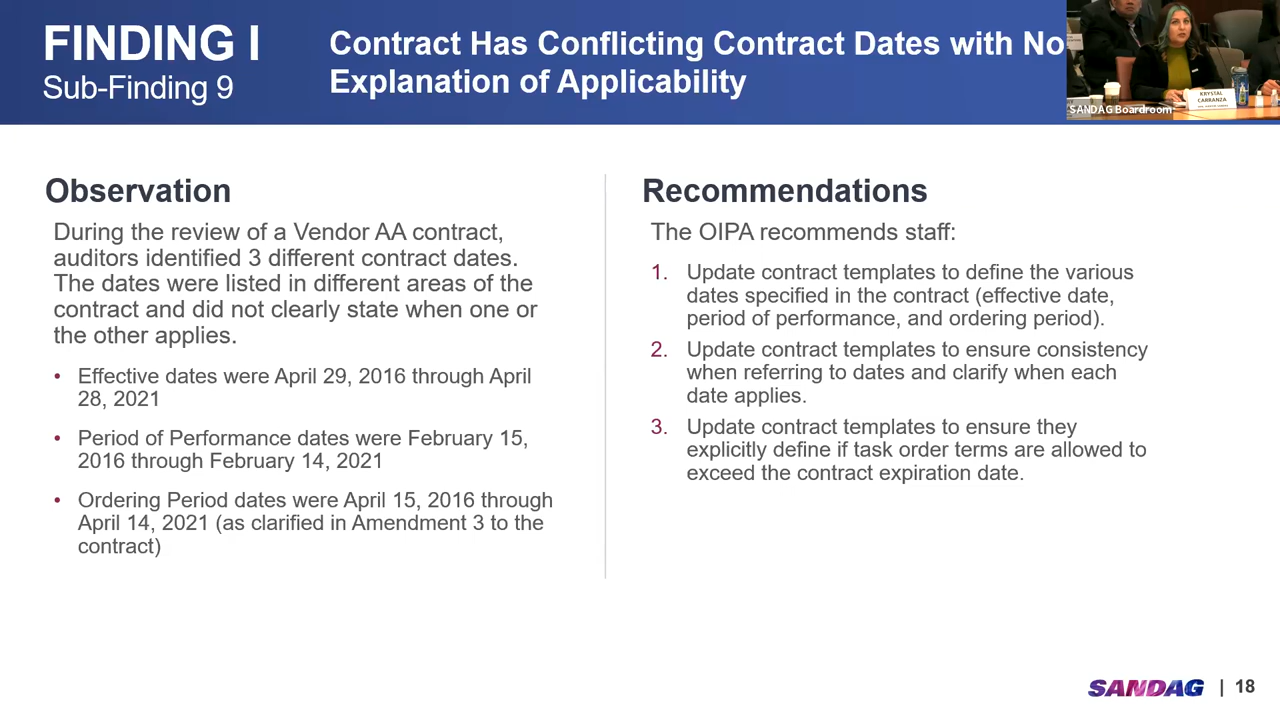 FINDING I
Sub-Finding 9
Contract Has Conflicting Contract Dates with No
Explanation of Applicability
KRYSTAL
CARRANZA
SANDAG Boardroom
Observation
During the review of a Vendor AA contract,
auditors identified 3 different contract dates.
The dates were listed in different areas of the
contract and did not clearly state when one or
the other applies.
• Effective dates were April 29, 2016 through April
28, 2021
• Period of Performance dates were February 15,
2016 through February 14, 2021
• Ordering Period dates were April 15, 2016 through
April 14, 2021 (as clarified in Amendment 3 to the
contract)
Recommendations
The OIPA recommends staff:
1. Update contract templates to define the various
dates specified in the contract (effective date,
period of performance, and ordering period).
2. Update contract templates to ensure consistency
when referring to dates and clarify when each
date applies.
3. Update contract templates to ensure they
explicitly define if task order terms are allowed to
exceed the contract expiration date.
SANDAG | 18